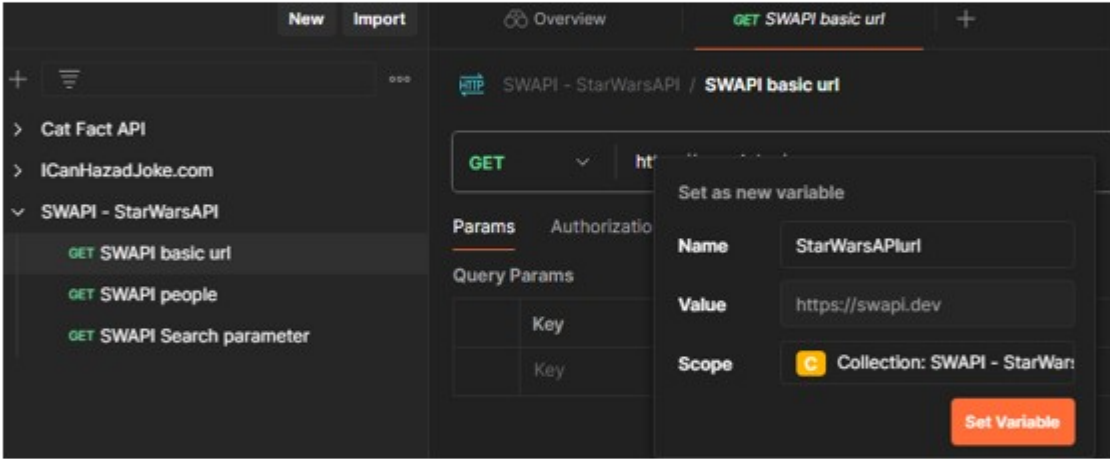 New Import
Overview GET SWAPI basic url
HTTP SWAPI - StarWarsAPI / SWAPI basic url
Cat Fact API
ICanHazadJoke.com
SWAPI - StarWarsAPI
GET SWAPI basic url
GET SWAPI people
GET SWAPI Search parameter
GET
Params Authorizatio
Query Params
Key
Key
Set as new variable
Name StarWarsAPIurl
Value https://swapi.dev
Scope C Collection: SWAPI - StarWars
Set Variable